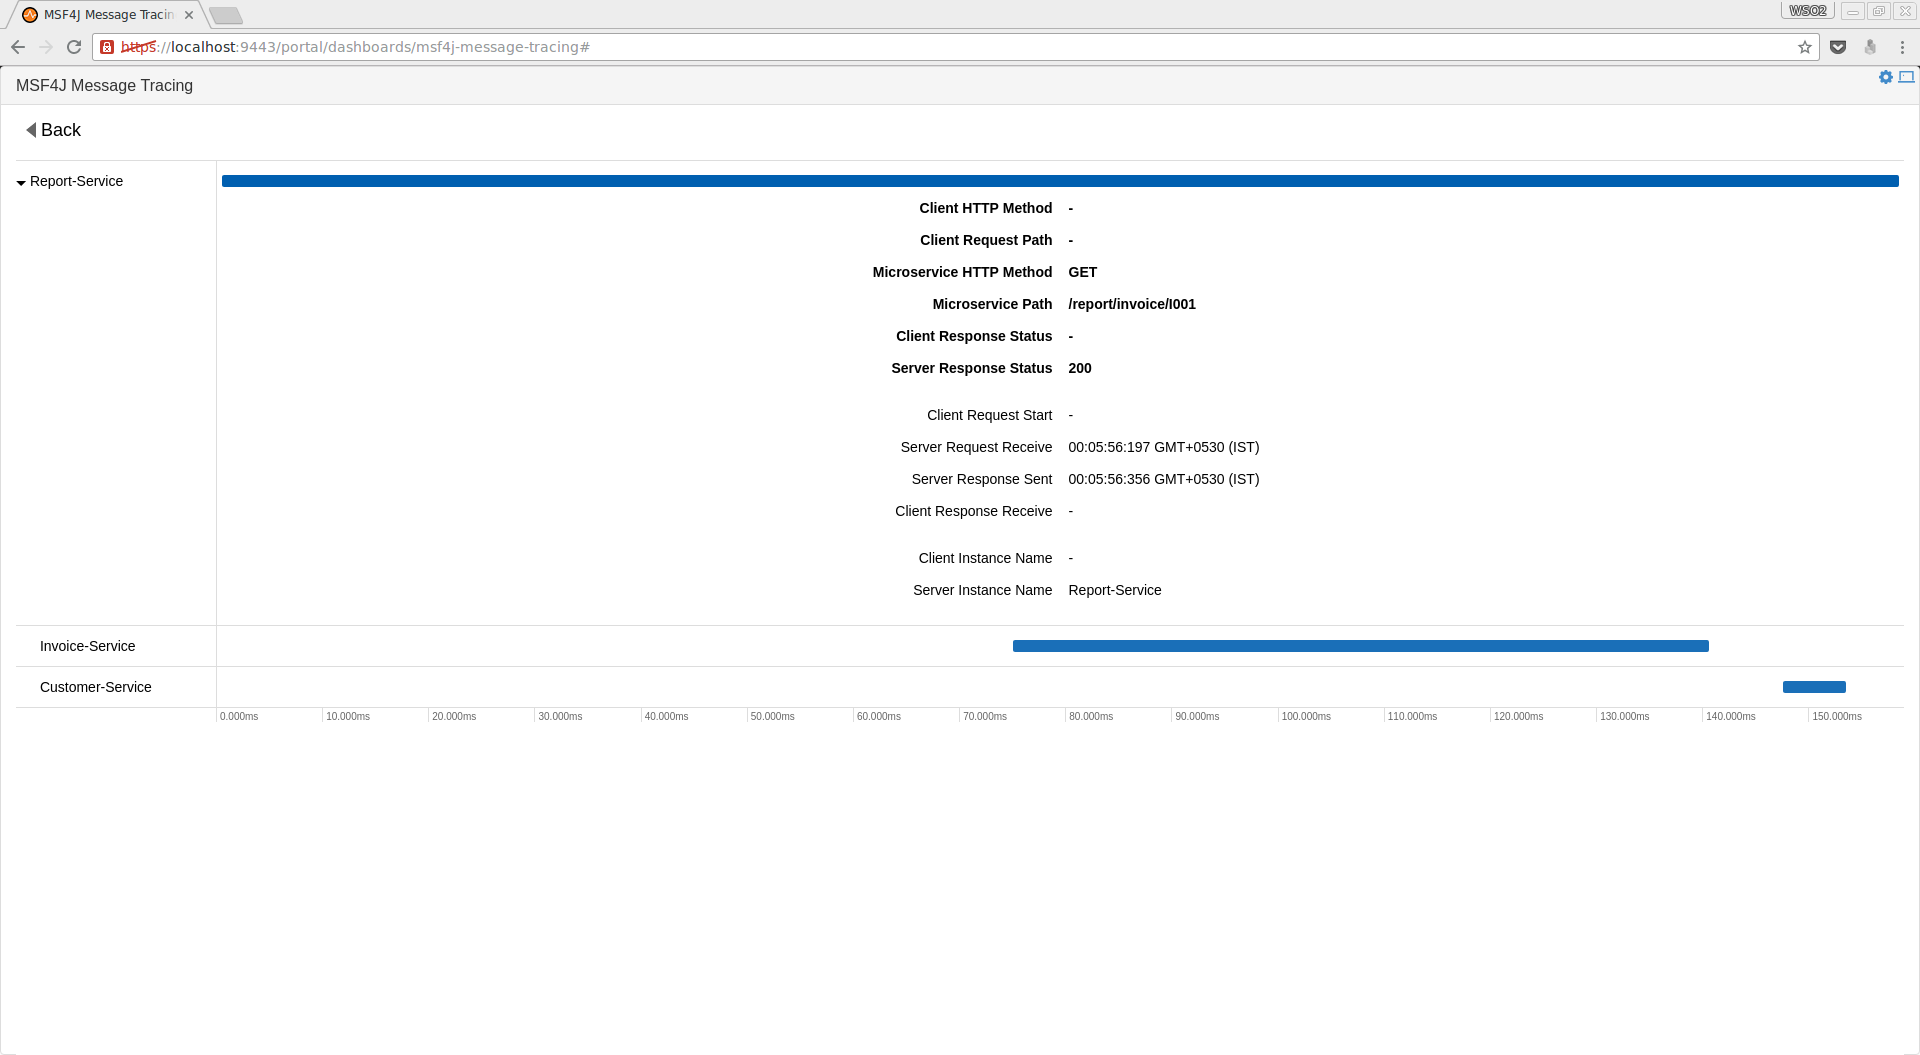 MSF4J Message Tracin
WSO2
https://localhost:9443/portal/dashboards/msf4j-message-tracing#
MSF4J Message Tracing
Back
Report-Service
Client HTTP Method -
Client Request Path -
Microservice HTTP Method GET
Microservice Path /report/invoice/I001
Client Response Status -
Server Response Status 200
Client Request Start -
Server Request Receive 00:05:56:197 GMT+0530 (IST)
Server Response Sent 00:05:56:356 GMT+0530 (IST)
Client Response Receive -
Client Instance Name -
Server Instance Name Report-Service
Invoice-Service
Customer-Service
0.000ms 10.000ms 20.000ms 30.000ms 40.000ms 50.000ms 60.000ms 70.000ms 80.000ms 90.000ms 100.000ms 110.000ms 120.000ms 130.000ms 140.000ms 150.000ms